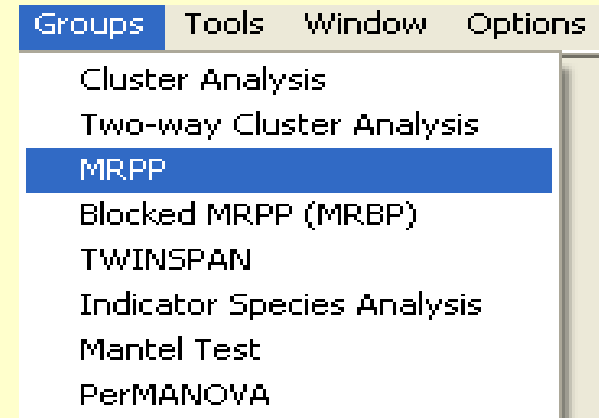 Groups Tools Window Options
Cluster Analysis
Two-way Cluster Analysis
MRPP
Blocked MRPP (MRBP)
TWINSPAN
Indicator Species Analysis
Mantel Test
PerMANOVA